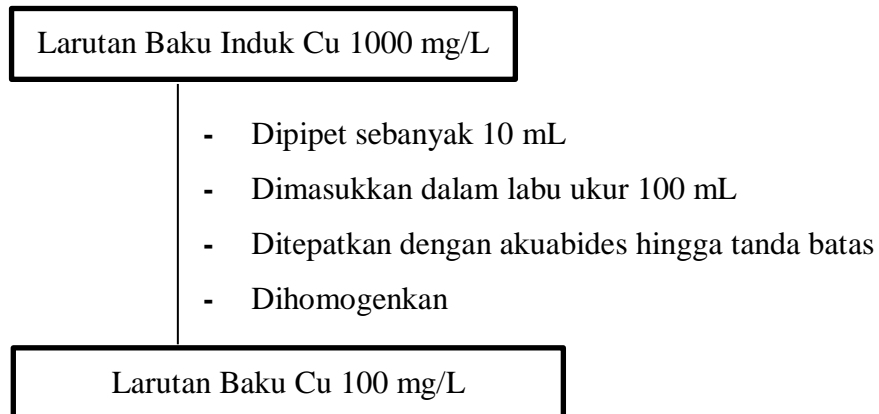 Larutan Baku Induk Cu 1000 mg/L
- Dipipet sebanyak 10 mL
- Dimasukkan dalam labu ukur 100 mL
- Ditepatkan dengan akuabides hingga tanda batas
- Dihomogenkan
Larutan Baku Cu 100 mg/L